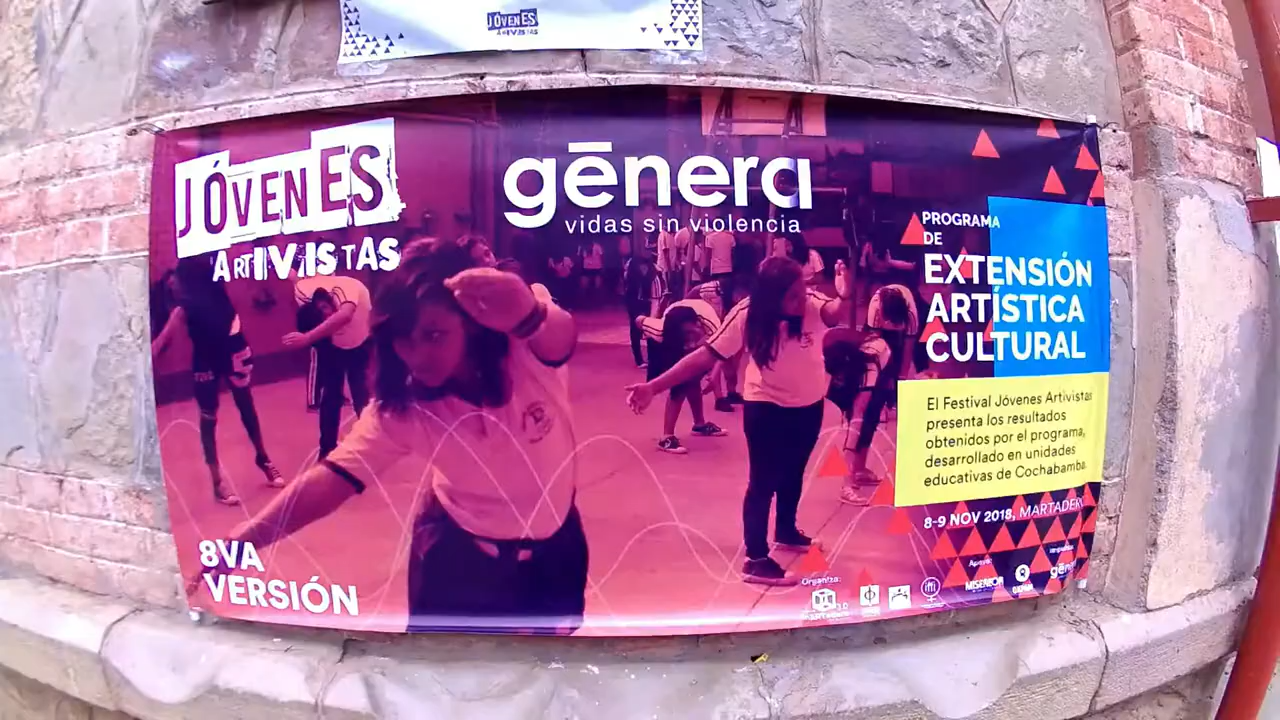 JÓVENES
ARTIVISTAS
JÓVENES
ARTIVISTAS
gēnera
vidas sin violencia
PROGRAMA
DE
EXTENSIÓN
ARTÍSTICA
CULTURAL
El Festival Jóvenes Artivistas
presenta los resultados
obtenidos por el programa,
desarrollado en unidades
educativas de Cochabamba.
8-9 NOV 2018, MARTADERO
8VA
VERSIÓN
Organiza:
Apoya:
MISEREOR